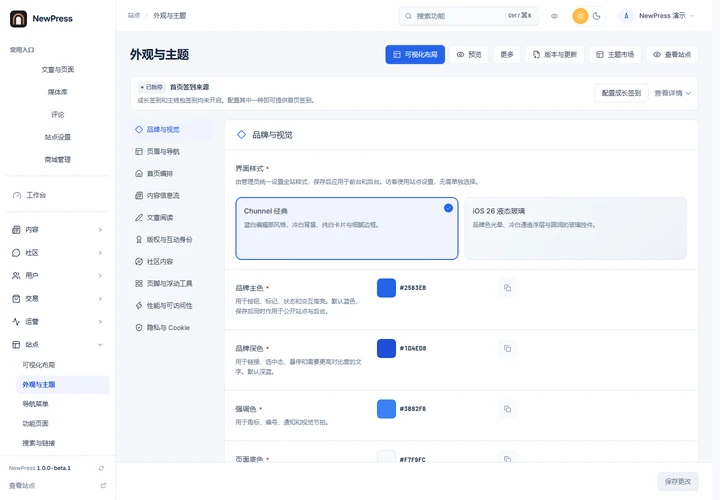 NewPress
站点 / 外观与主题
搜索功能
Ctrl / ⌘K
A
NewPress 演示
常用入口
文章与页面
媒体库
评论
站点设置
商城管理
工作台
内容
社区
用户
交易
运营
站点
可视化布局
外观与主题
导航菜单
功能页面
搜索与链接
NewPress 1.0.0-beta.1
查看站点
外观与主题
可视化布局
预览
更多
版本与更新
主题市场
查看站点
首页签到来源
成长签到和主钱包签到均未开启。配置其中一种即可提供首页签到。
配置成长签到
查看详情
品牌与视觉
页眉与导航
首页编排
内容信息流
文章阅读
版权与互动身份
社区内容
页脚与浮动工具
性能与可访问性
隐私与 Cookie
品牌与视觉
界面样式 *
由管理员统一设置全站样式，保存后应用于前台和后台。访客使用站点设置，无需单独选择。
Channel 经典
蓝白编辑部风格，冷白背景、纯白卡片与细腻边框。
iOS 26 液态玻璃
品牌色光晕、冷白通透浮层与圆润的玻璃控件。
品牌主色 *
用于按钮、标记、状态和交互高亮。默认蓝色，
保存后同时作用于公开站点与后台。
#2563EB
品牌深色 *
用于链接、选中态、悬停和需要更高对比度的文
字。默认深蓝。
#1D4ED8
强调色 *
用于角标、编号、通知和视觉节拍。
#3B82F6
页面底色 *
#F7F9FC
保存更改